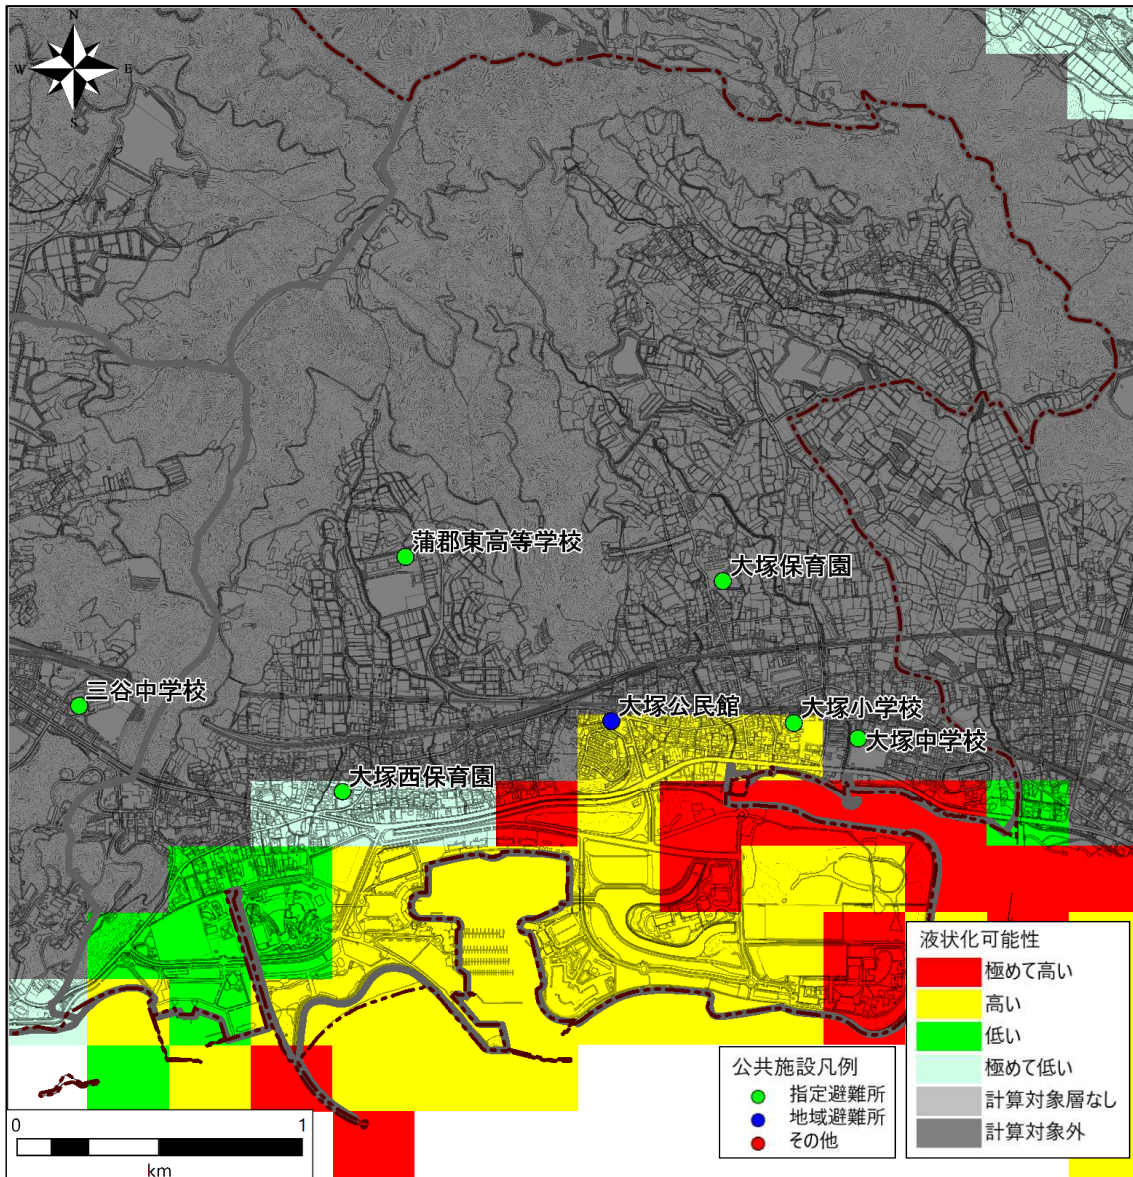 N
W
E
S
蒲郡東高等学校
大塚保育園
三谷中学校
大塚公民館
大塚小学校
大塚中学校
大塚西保育園
液状化可能性
極めて高い
高い
低い
極めて低い
計算対象層なし
計算対象外
公共施設凡例
指定避難所
地域避難所
その他
0 1
km